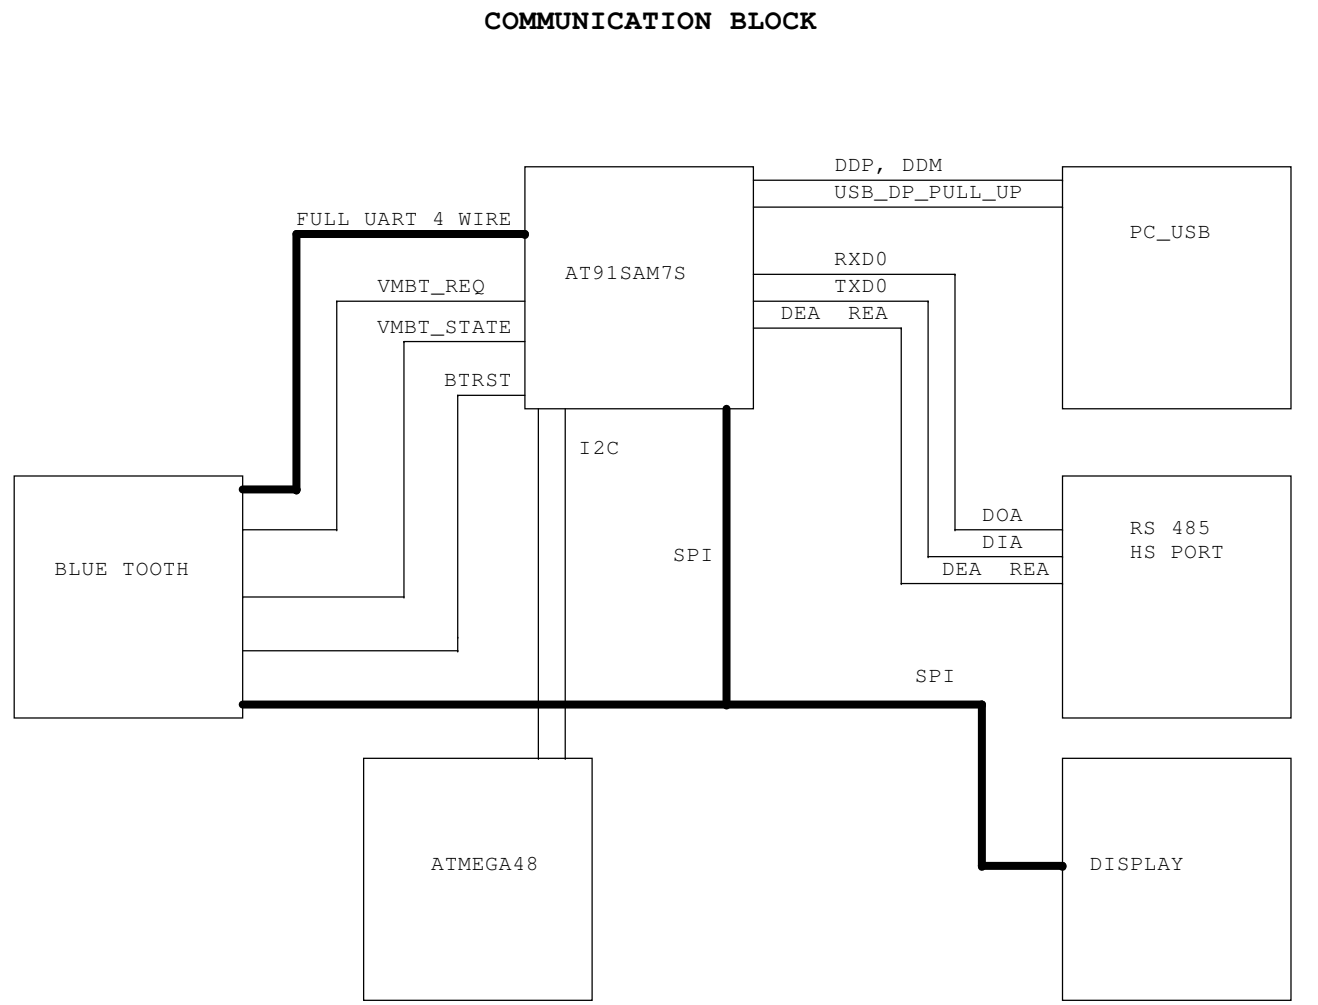 COMMUNICATION BLOCK
DDP, DDM
USB_DP_PULL_UP
FULL UART 4 WIRE
PC_USB
RXD0
AT91SAM7S
VMBT_REQ
TXD0
DEA REA
VMBT_STATE
BTRST
I2C
DOA
RS 485
DIA
HS PORT
SPI
BLUE TOOTH
DEA REA
SPI
ATMEGA48
DISPLAY